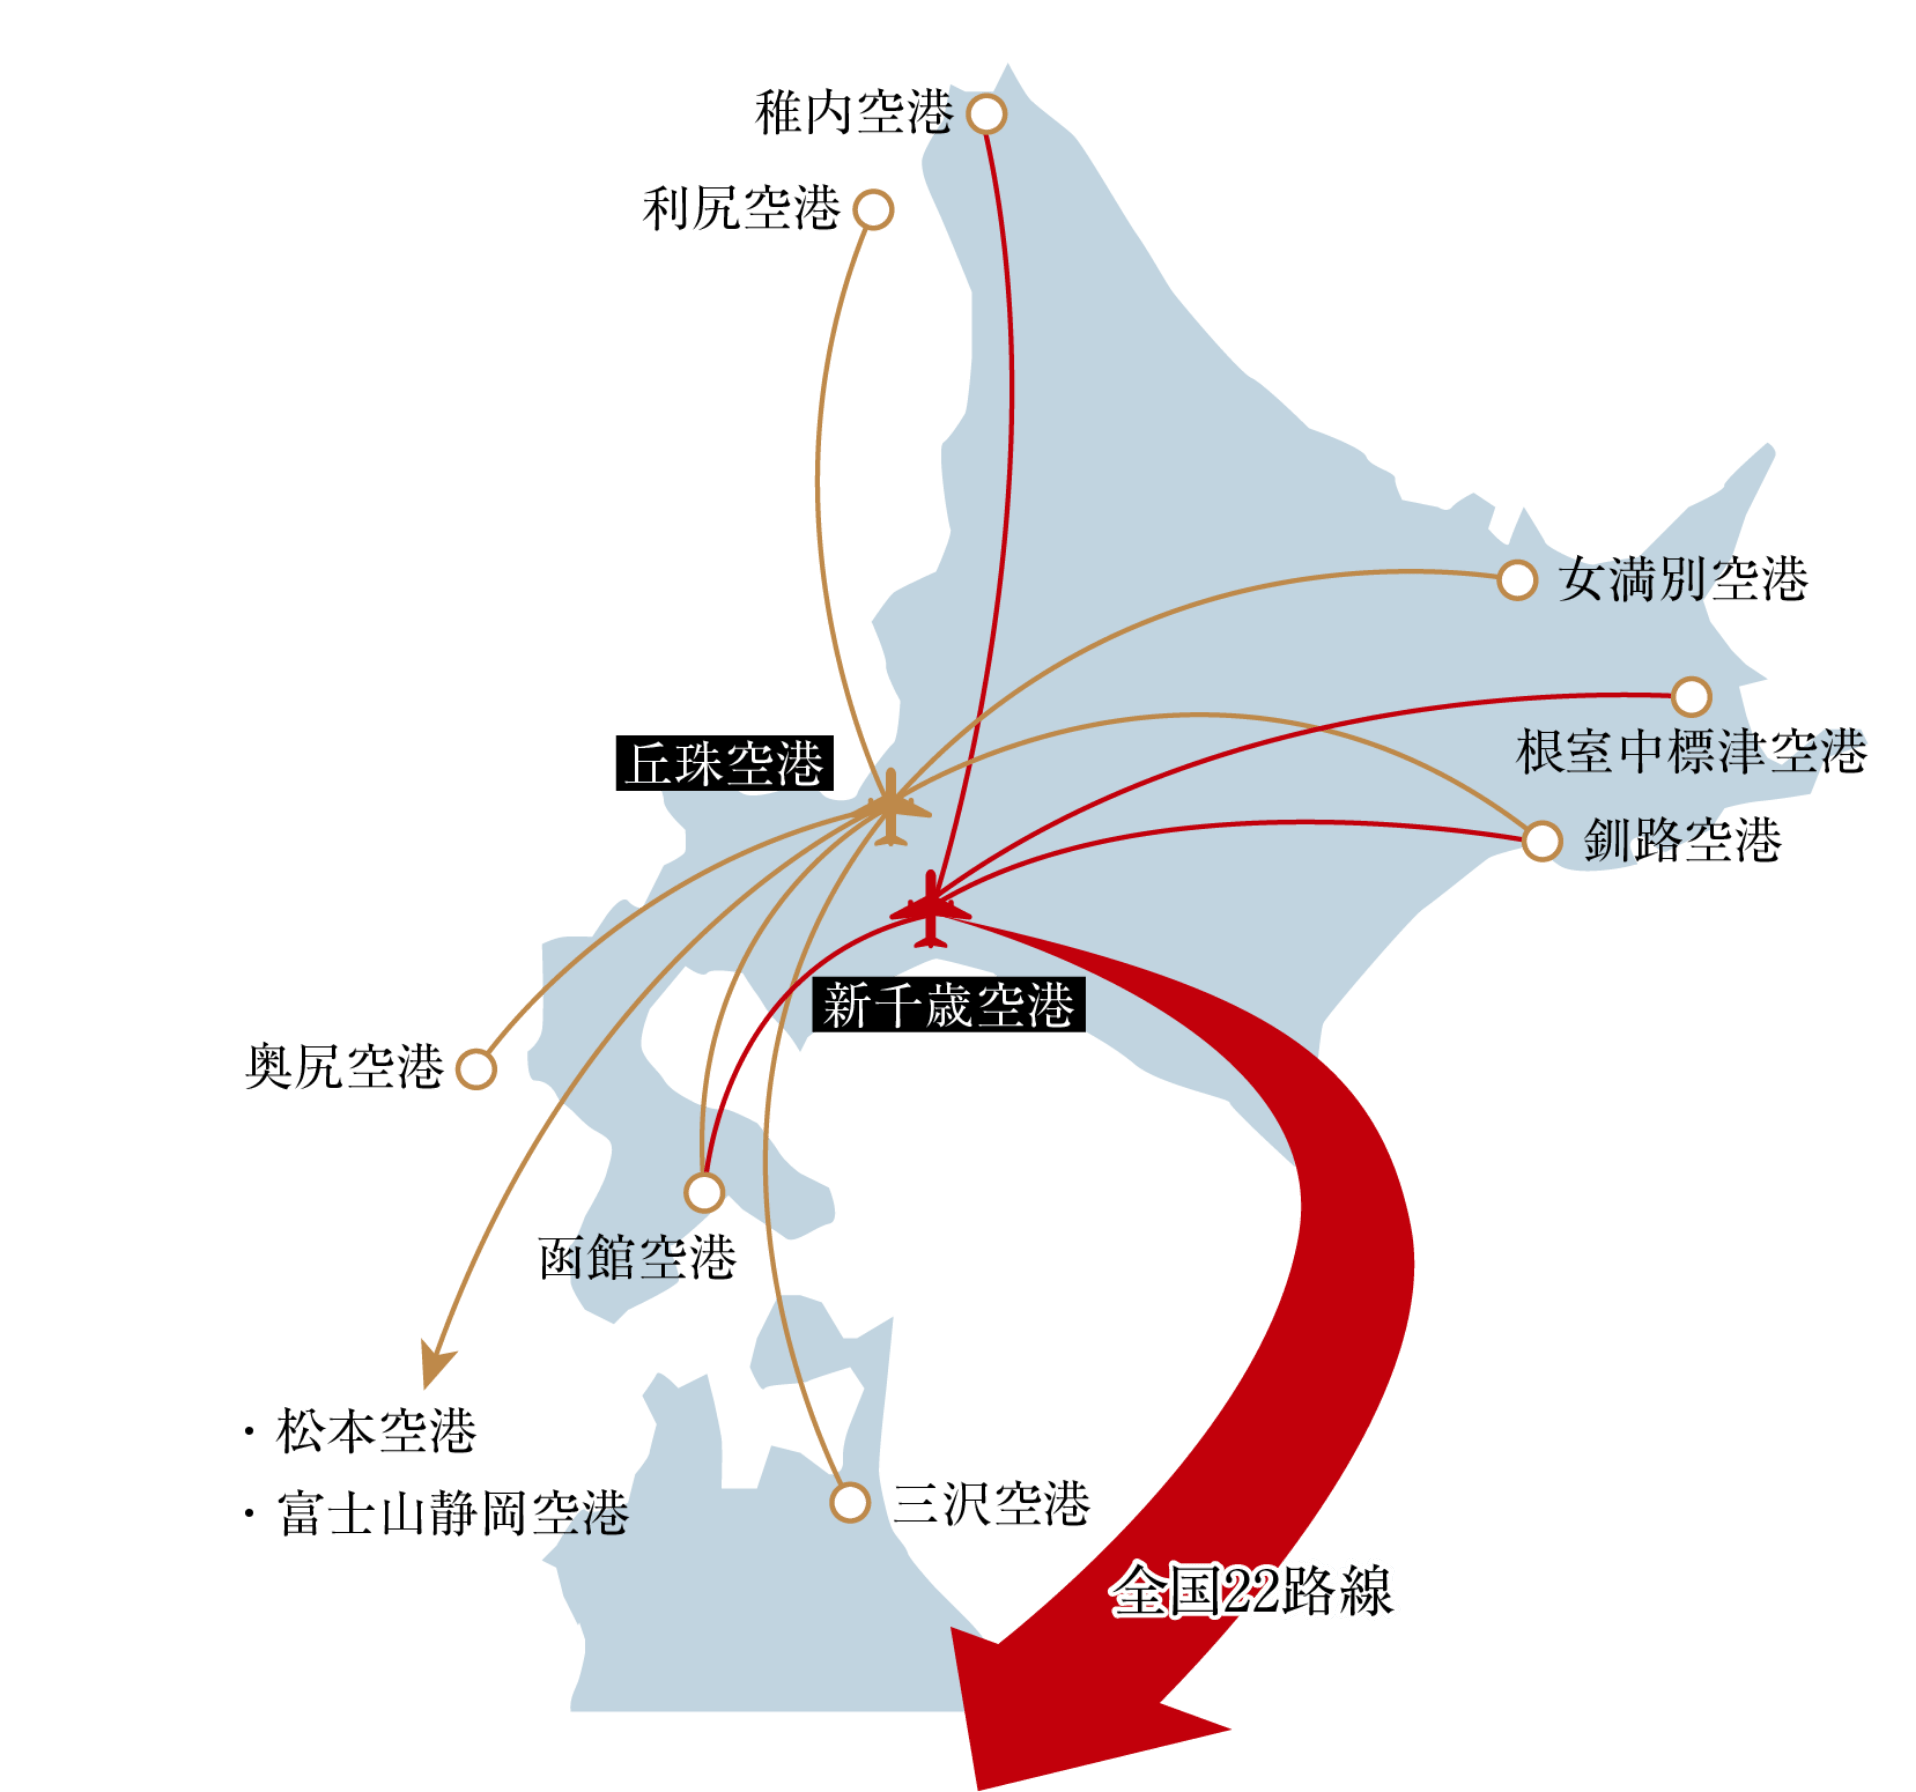 稚内空港
利尻空港
女満別空港
根室中標津空港
丘珠空港
釧路空港
新千歳空港
奥尻空港
函館空港
・松本空港
・富士山静岡空港
三沢空港
全国22路線